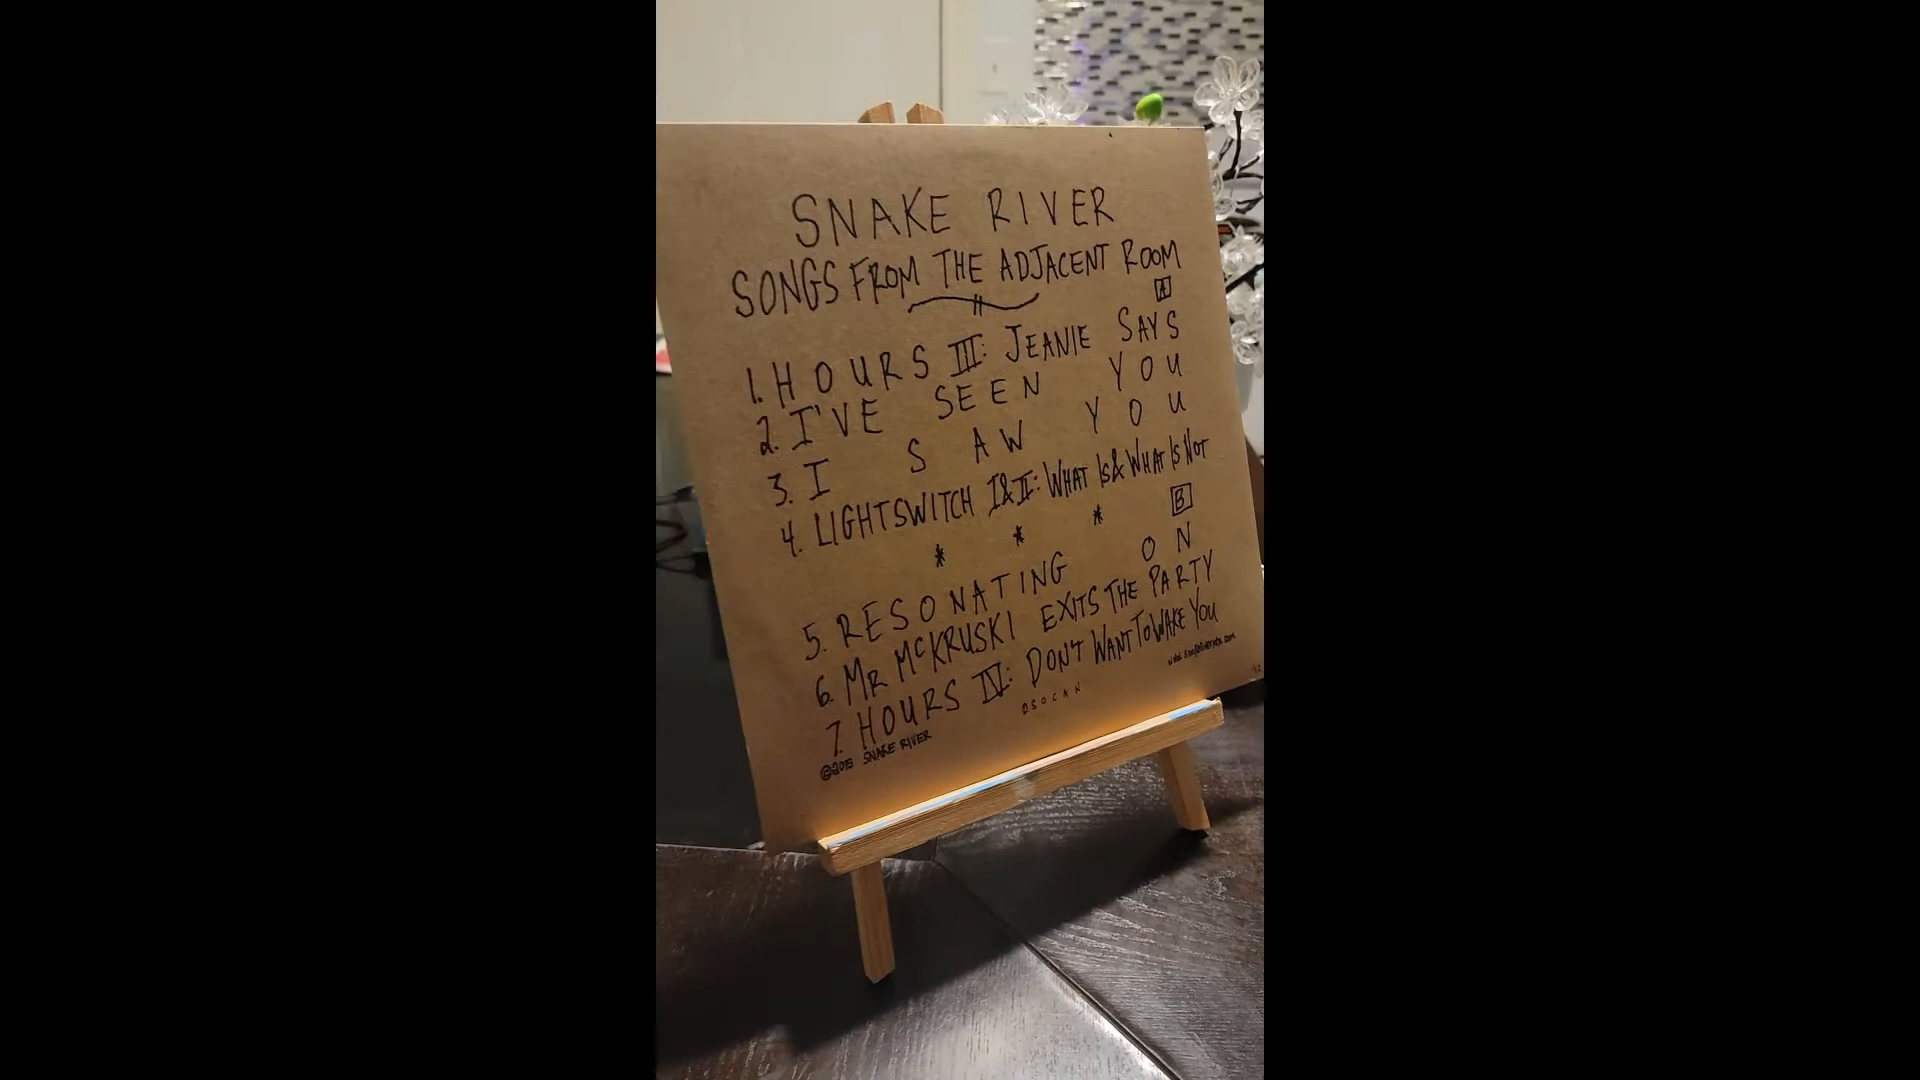 SNAKE RIVER
SONGS FROM THE ADJACENT ROOM
A
1. HOURS III: JEANIE SAYS
2. I'VE SEEN YOU
3. I SAW YOU
4. LIGHTSWITCH I & II: WHAT IS & WHAT IS NOT
B
* * *
5. RESONATING ON
6. MR MCKRUSKI EXITS THE PARTY
7. HOURS IV: DON'T WANT TO WAKE YOU
©2015 SNAKE RIVER
SOCAN